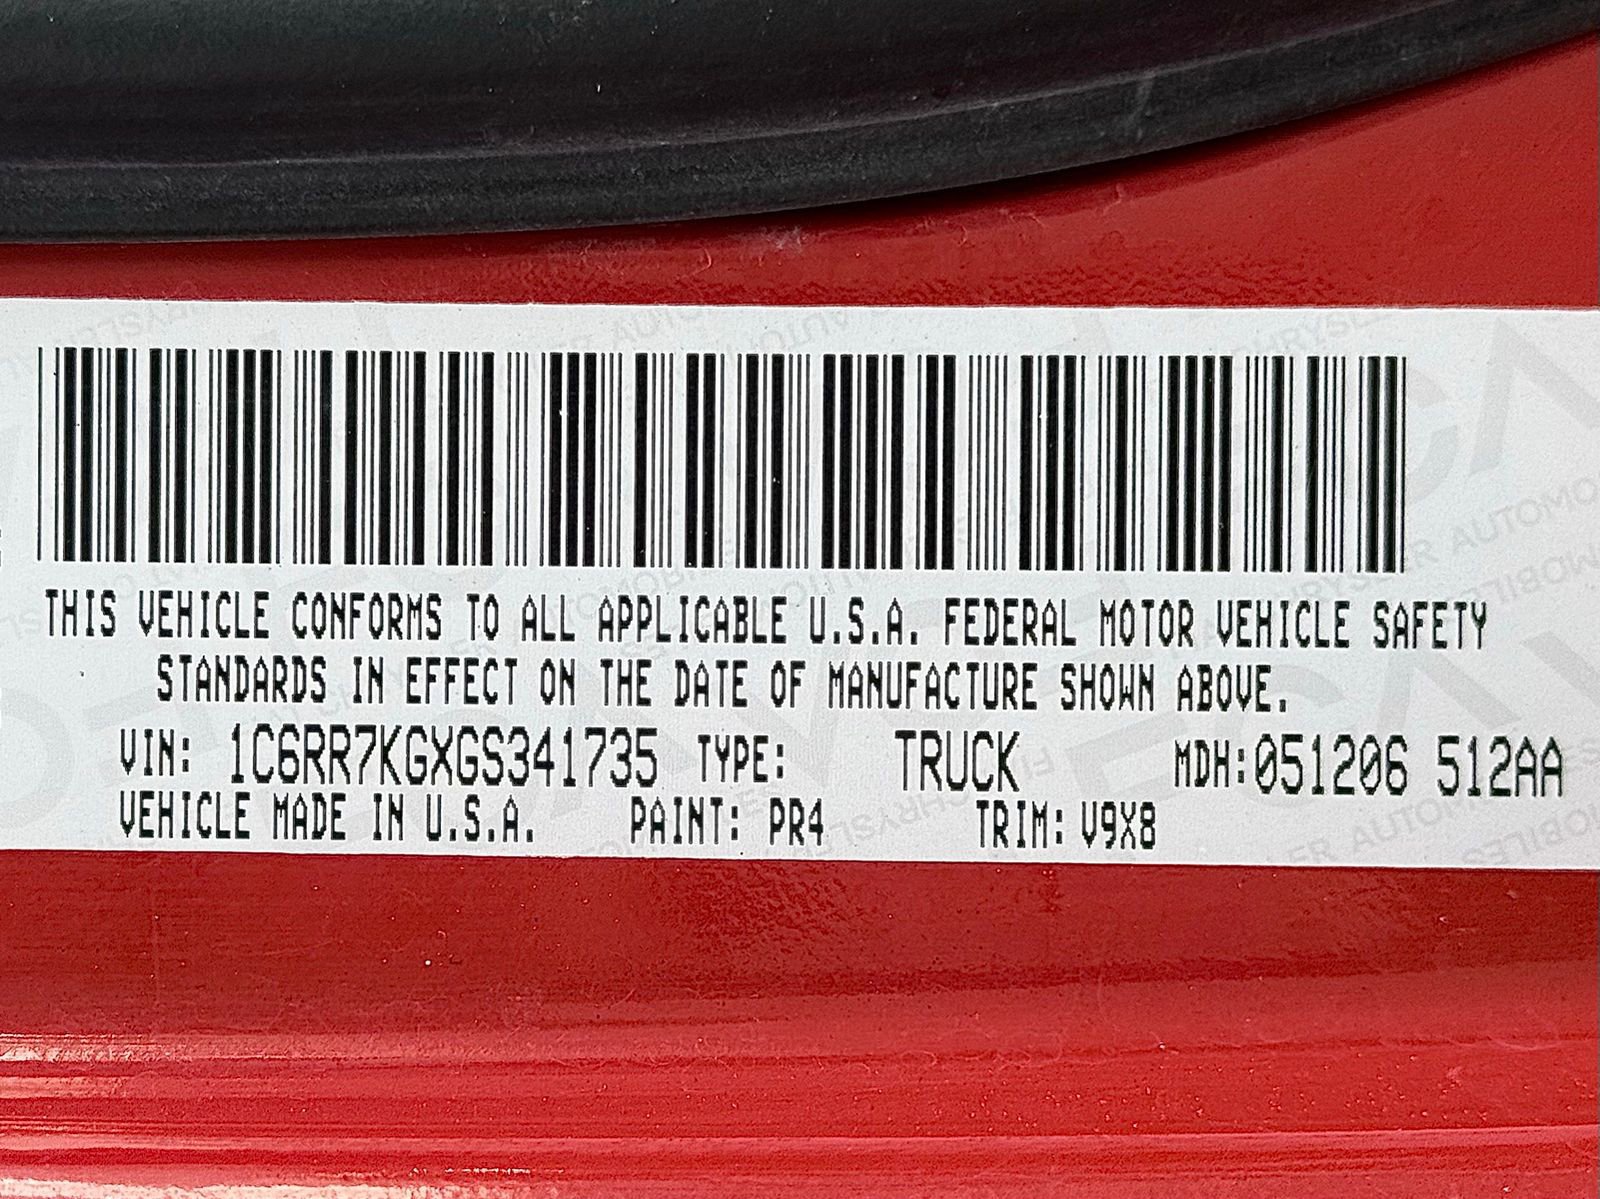 THIS VEHICLE CONFORMS TO ALL APPLICABLE U.S.A. FEDERAL MOTOR VEHICLE SAFETY
STANDARDS IN EFFECT ON THE DATE OF MANUFACTURE SHOWN ABOVE.
VIN: 1C6RR7KGXGS341735 TYPE: TRUCK MDH:051206 512AA
VEHICLE MADE IN U.S.A. PAINT: PR4 TRIM: V9X8